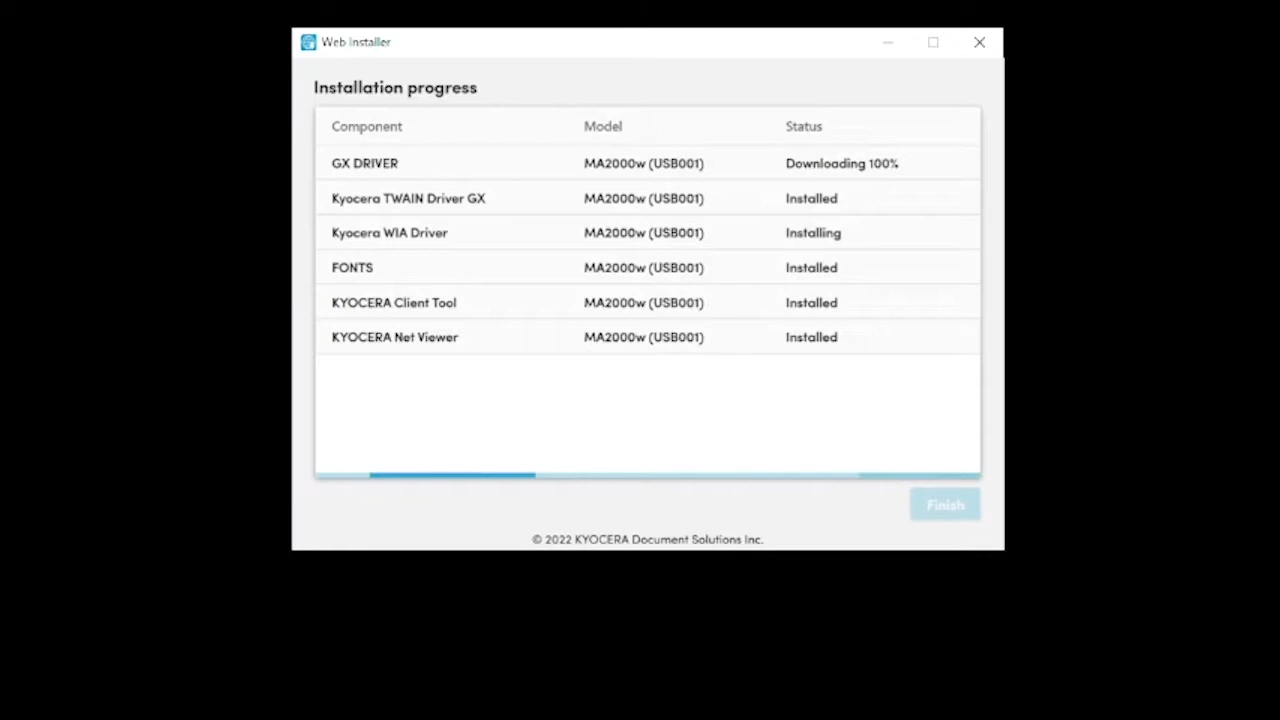 Web Installer
Installation progress
Component Model Status
GX DRIVER MA2000w (USB001) Downloading 100%
Kyocera TWAIN Driver GX MA2000w (USB001) Installed
Kyocera WIA Driver MA2000w (USB001) Installing
FONTS MA2000w (USB001) Installed
KYOCERA Client Tool MA2000w (USB001) Installed
KYOCERA Net Viewer MA2000w (USB001) Installed
Finish
© 2022 KYOCERA Document Solutions Inc.